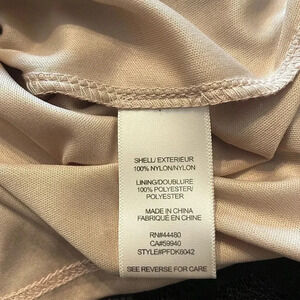 SHELL/ EXTERIEUR
100% NYLON/NYLON
LINING/DOUBLURE
100% POLYESTER/
POLYESTER
MADE IN CHINA
FABRIQUÉ EN CHINE
RN#44480
CA#59940
STYLE#PFDK6042
SEE REVERSE FOR CARE